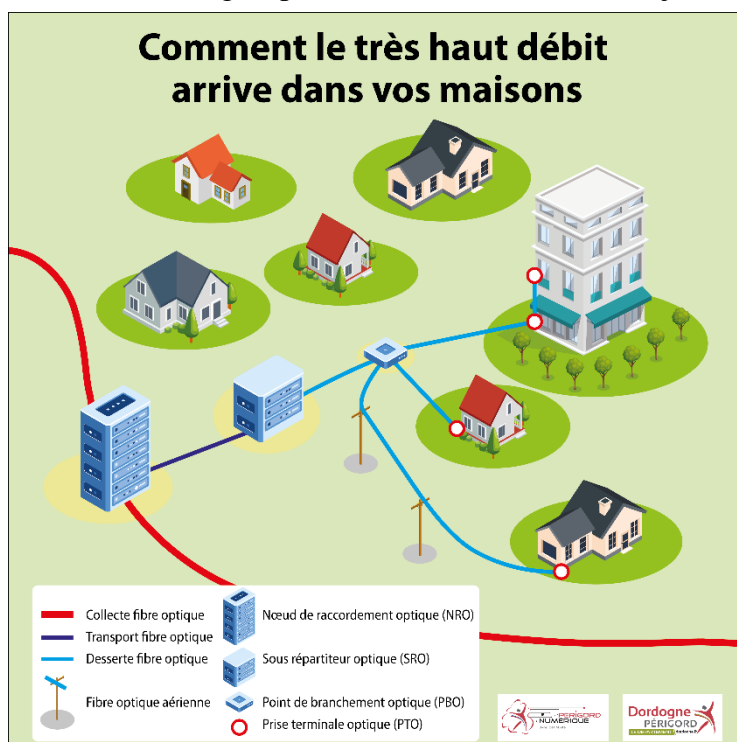 Comment le très haut débit
arrive dans vos maisons
Collecte fibre optique
Transport fibre optique
Desserte fibre optique
Fibre optique aérienne
Nœud de raccordement optique (NRO)
Sous répartiteur optique (SRO)
Point de branchement optique (PBO)
Prise terminale optique (PTO)
PÉRIGORD
NUMÉRIQUE
Dordogne
PÉRIGORD